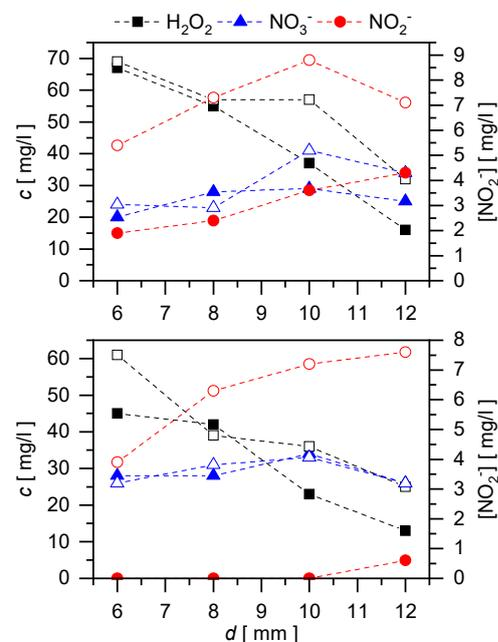 H₂O₂ NO₃⁻ NO₂⁻
70 60 50 40 30 20 10 0
c [ mg/l ]
9 8 7 6 5 4 3 2 1 0
[NO₂⁻] [ mg/l ]
6 7 8 9 10 11 12
60 50 40 30 20 10 0
c [ mg/l ]
8 7 6 5 4 3 2 1 0
[NO₂⁻] [ mg/l ]
6 7 8 9 10 11 12
d [ mm ]